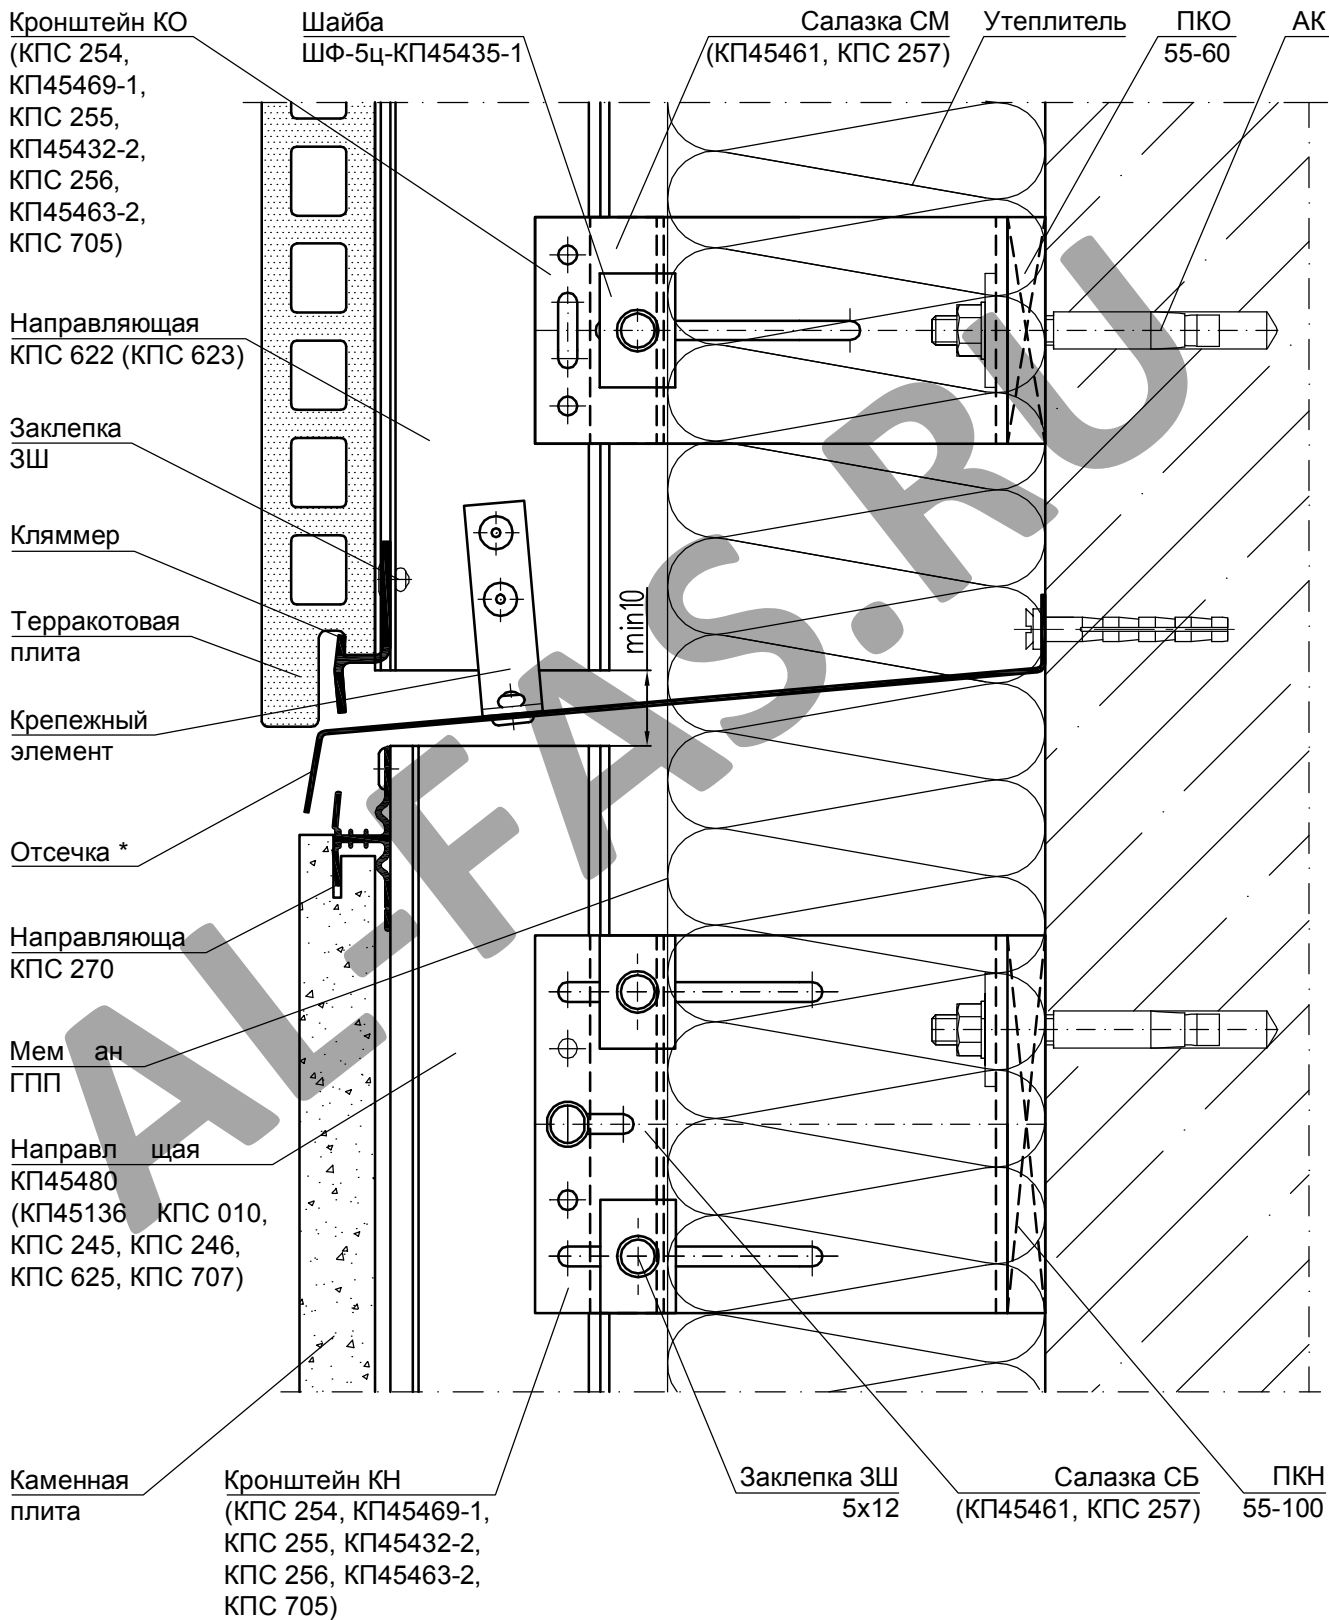 Кронштейн КО
(КПС 254,
КП45469-1,
КПС 255,
КП45432-2,
КПС 256,
КП45463-2,
КПС 705)
Шайба
ШФ-5ц-КП45435-1
Салазка СМ
(КП45461, КПС 257)
Утеплитель
ПКО
55-60
АК
Направляющая
КПС 622 (КПС 623)
Заклепка
ЗШ
Кляммер
Терракотовая
плита
Крепежный
элемент
min10
Отсечка *
Направляюща
КПС 270
Мем ан
ГПП
Направл щая
КП45480
(КП45136 КПС 010,
КПС 245, КПС 246,
КПС 625, КПС 707)
Каменная
плита
Кронштейн КН
(КПС 254, КП45469-1,
КПС 255, КП45432-2,
КПС 256, КП45463-2,
КПС 705)
Заклепка ЗШ
5х12
Салазка СБ
(КП45461, КПС 257)
ПКН
55-100
AL-FAS.RU